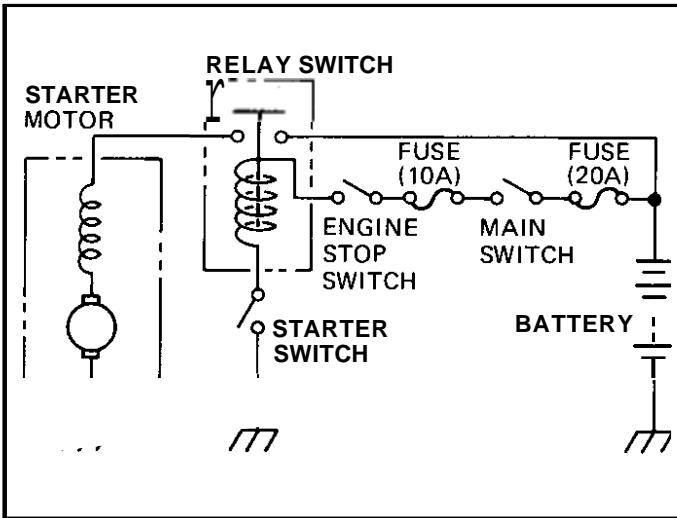 RELAY SWITCH
STARTER
MOTOR
FUSE
(10A)
FUSE
(20A)
ENGINE
STOP
SWITCH
MAIN
SWITCH
STARTER
SWITCH
BATTERY